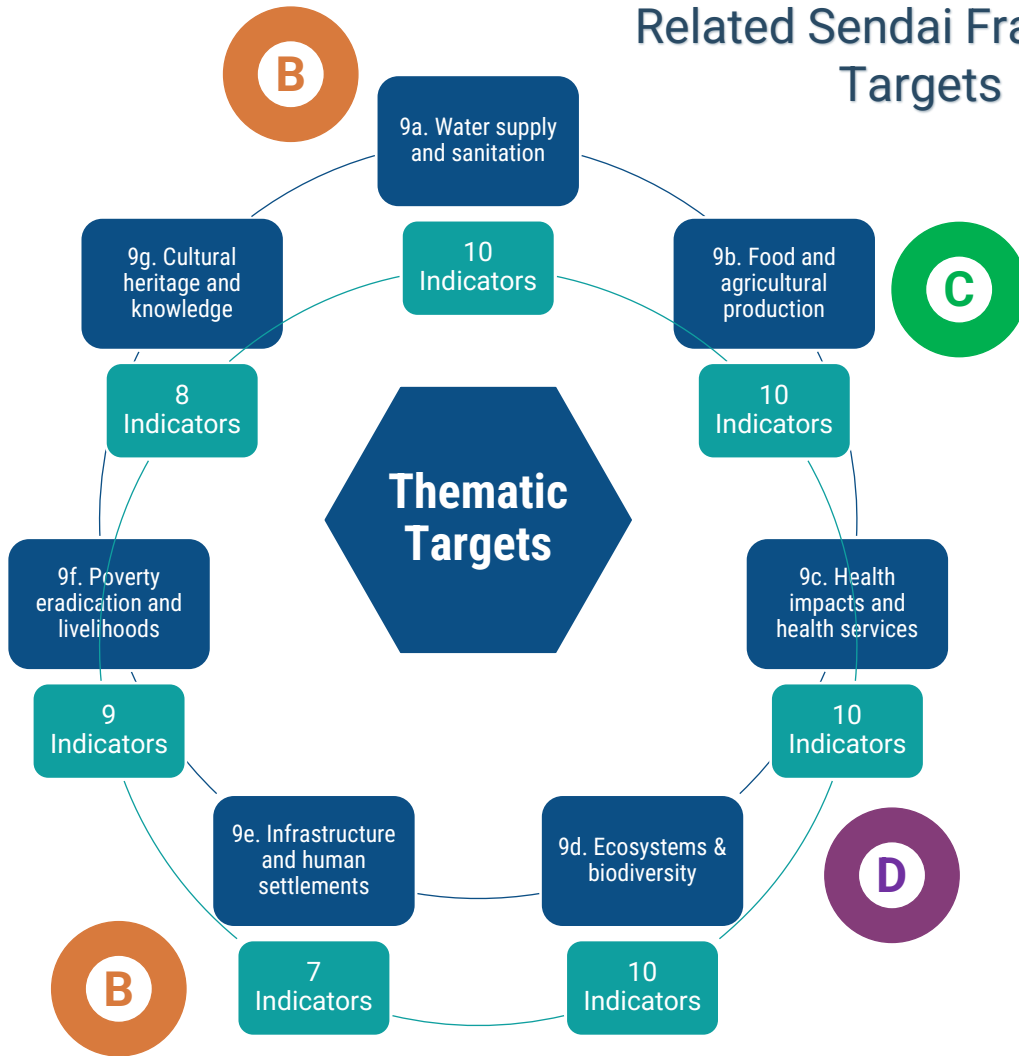 Related Sendai Fra
Targets
B
9a. Water supply
and sanitation
10
Indicators
9b. Food and
agricultural
production
C
10
Indicators
9c. Health
impacts and
health services
10
Indicators
D
9d. Ecosystems &
biodiversity
10
Indicators
9e. Infrastructure
and human
settlements
7
Indicators
B
9f. Poverty
eradication and
livelihoods
9
Indicators
9g. Cultural
heritage and
knowledge
8
Indicators
Thematic
Targets